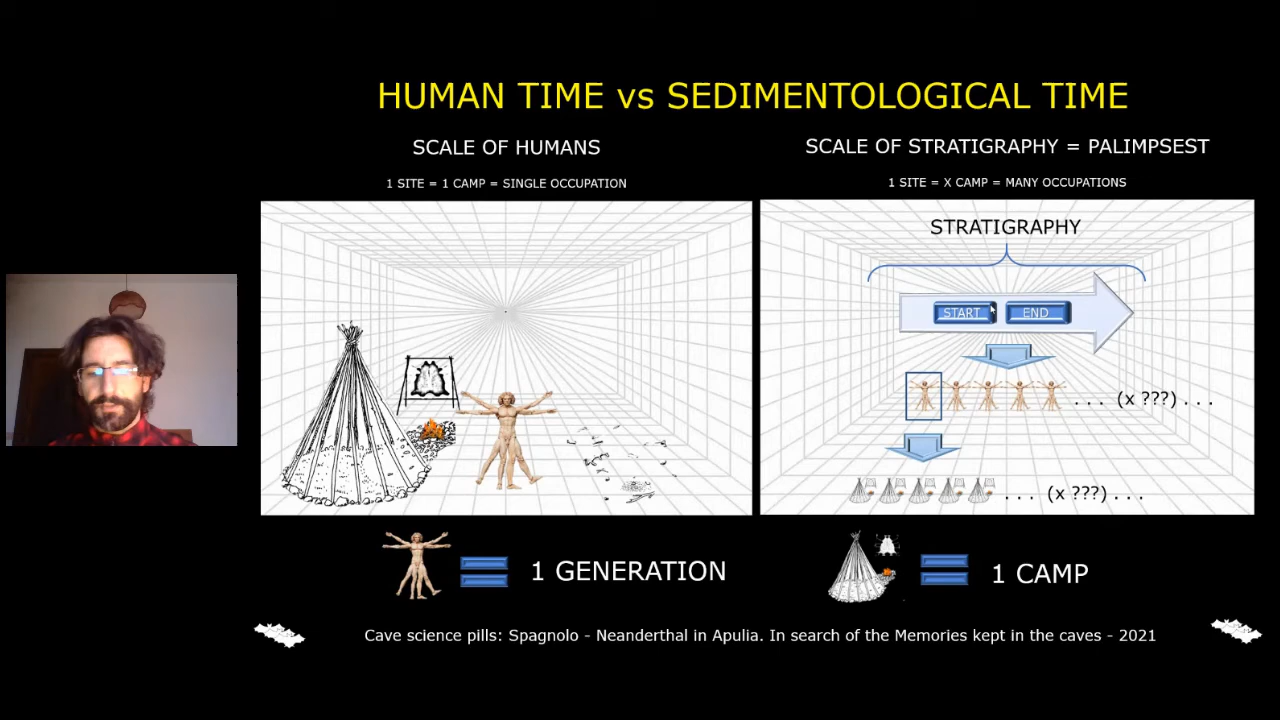 HUMAN TIME vs SEDIMENTOLOGICAL TIME
SCALE OF HUMANS
1 SITE = 1 CAMP = SINGLE OCCUPATION
SCALE OF STRATIGRAPHY = PALIMPSEST
1 SITE = X CAMP = MANY OCCUPATIONS
STRATIGRAPHY
START
END
. . . (x ???) . . .
. . . (x ???) . . .
1 GENERATION
1 CAMP
Cave science pills: Spagnolo - Neanderthal in Apulia. In search of the Memories kept in the caves - 2021